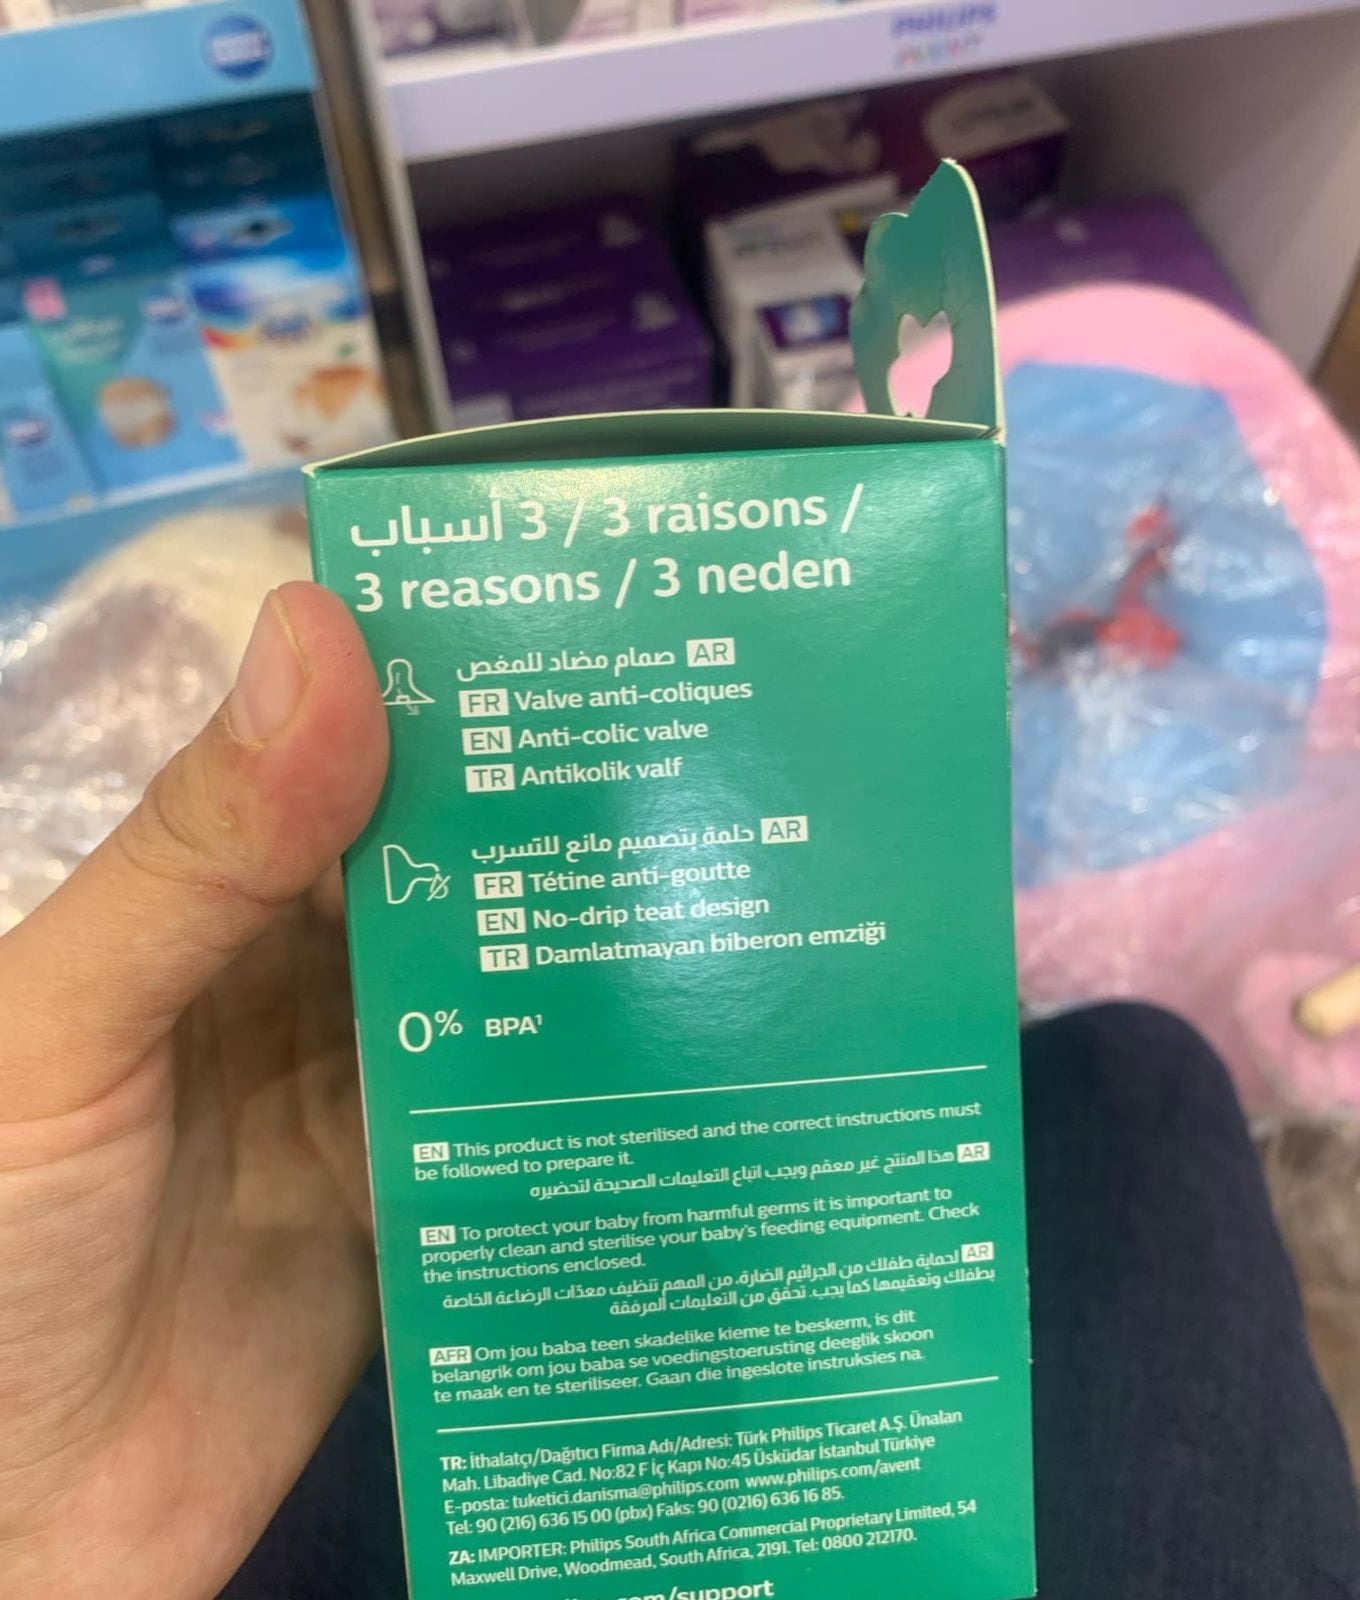 PHILIPS
AVENT
3 أسباب / 3 raisons /
3 reasons / 3 neden
AR صمام مضاد للمغص
FR Valve anti-coliques
EN Anti-colic valve
TR Antikolik valf
AR حلمة بتصميم مانع للتسرب
FR Tétine anti-goutte
EN No-drip teat design
TR Damlatmayan biberon emziği
0% BPA¹
EN This product is not sterilised and the correct instructions must
be followed to prepare it.
AR هذا المنتج غير معقم ويجب اتباع التعليمات الصحيحة لتحضيره
EN To protect your baby from harmful germs it is important to
properly clean and sterilise your baby's feeding equipment. Check
the instructions enclosed.
AR لحماية طفلك من الجراثيم الضارة، من المهم تنظيف معدّات الرضاعة الخاصة
بطفلك وتعقيمها كما يجب. تحقق من التعليمات المرفقة
AFR Om jou baba teen skadelike kieme te beskerm, is dit
belangrik om jou baba se voedingstoerusting deeglik skoon
te maak en te steriliseer. Gaan die ingeslote instruksies na.
TR: İthalatçı/Dağıtıcı Firma Adı/Adresi: Türk Philips Ticaret A.Ş. Ünalan
Mah. Libadiye Cad. No:82 F İç Kapı No:45 Üsküdar İstanbul Türkiye
E-posta: tuketici.danisma@philips.com www.philips.com/avent
Tel: 90 (216) 636 15 00 (pbx) Faks: 90 (0216) 636 16 85.
ZA: IMPORTER: Philips South Africa Commercial Proprietary Limited, 54
Maxwell Drive, Woodmead, South Africa, 2191. Tel: 0800 212170.
.com/support